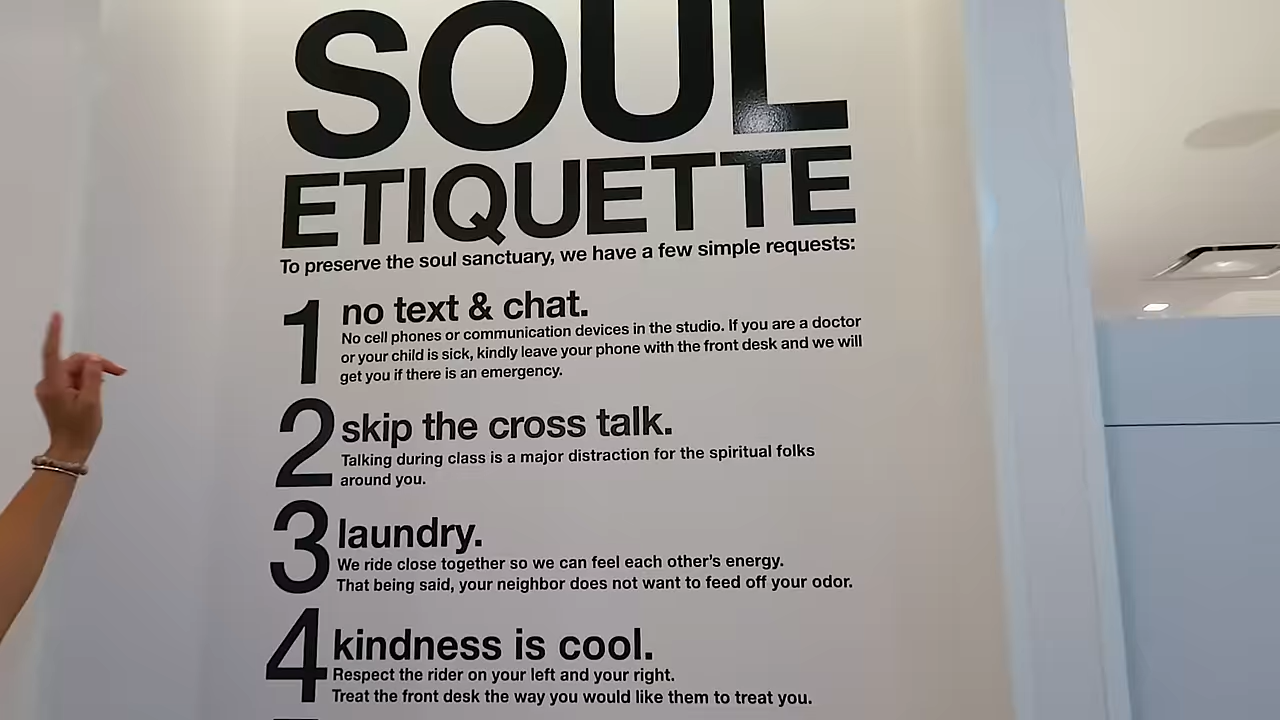 SOUL
ETIQUETTE
To preserve the soul sanctuary, we have a few simple requests:
1 no text & chat.
No cell phones or communication devices in the studio. If you are a doctor
or your child is sick, kindly leave your phone with the front desk and we will
get you if there is an emergency.
2 skip the cross talk.
Talking during class is a major distraction for the spiritual folks
around you.
3 laundry.
We ride close together so we can feel each other's energy.
That being said, your neighbor does not want to feed off your odor.
4 kindness is cool.
Respect the rider on your left and your right.
Treat the front desk the way you would like them to treat you.